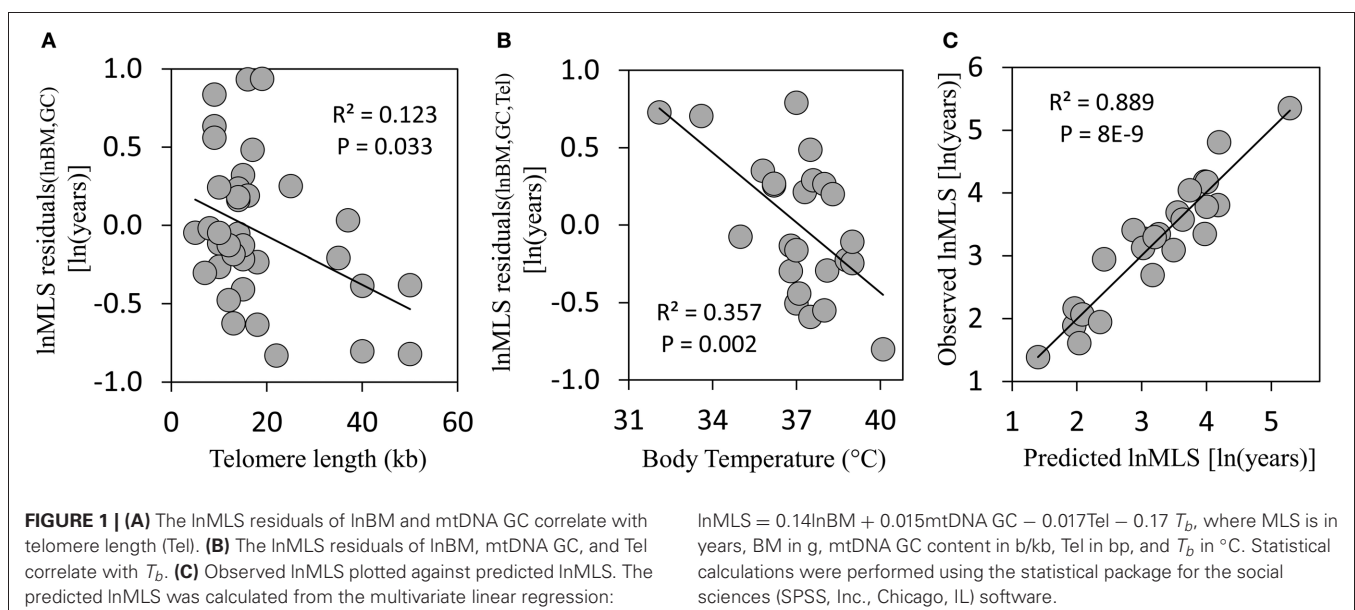 A
lnMLS residuals(lnBM,GC)
[ln(years)]
1.0
0.5
0.0
-0.5
-1.0
R² = 0.123
P = 0.033
0 20 40 60
Telomere length (kb)
B
lnMLS residuals(lnBM,GC,Tel)
[ln(years)]
1.0
0.5
0.0
-0.5
-1.0
R² = 0.357
P = 0.002
31 34 37 40
Body Temperature (°C)
C
Observed lnMLS [ln(years)]
6
5
4
3
2
1
R² = 0.889
P = 8E-9
1 2 3 4 5
Predicted lnMLS [ln(years)]
FIGURE 1 | (A) The lnMLS residuals of lnBM and mtDNA GC correlate with
telomere length (Tel). (B) The lnMLS residuals of lnBM, mtDNA GC, and Tel
correlate with T_b. (C) Observed lnMLS plotted against predicted lnMLS. The
predicted lnMLS was calculated from the multivariate linear regression:
lnMLS = 0.14lnBM + 0.015mtDNA GC − 0.017Tel − 0.17 T_b, where MLS is in
years, BM in g, mtDNA GC content in b/kb, Tel in bp, and T_b in °C. Statistical
calculations were performed using the statistical package for the social
sciences (SPSS, Inc., Chicago, IL) software.